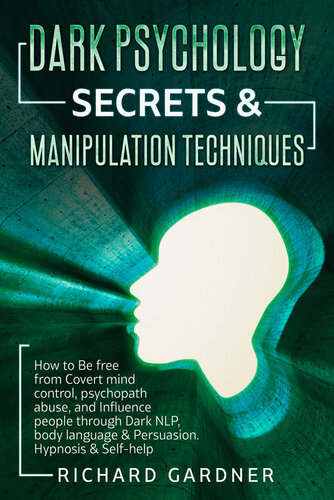 DARK PSYCHOLOGY
SECRETS &
MANIPULATION TECHNIQUES
How to Be free
from Covert mind
control, psychopath
abuse, and Influence
people through Dark NLP,
body language & Persuasion.
Hypnosis & Self-help
RICHARD GARDNER